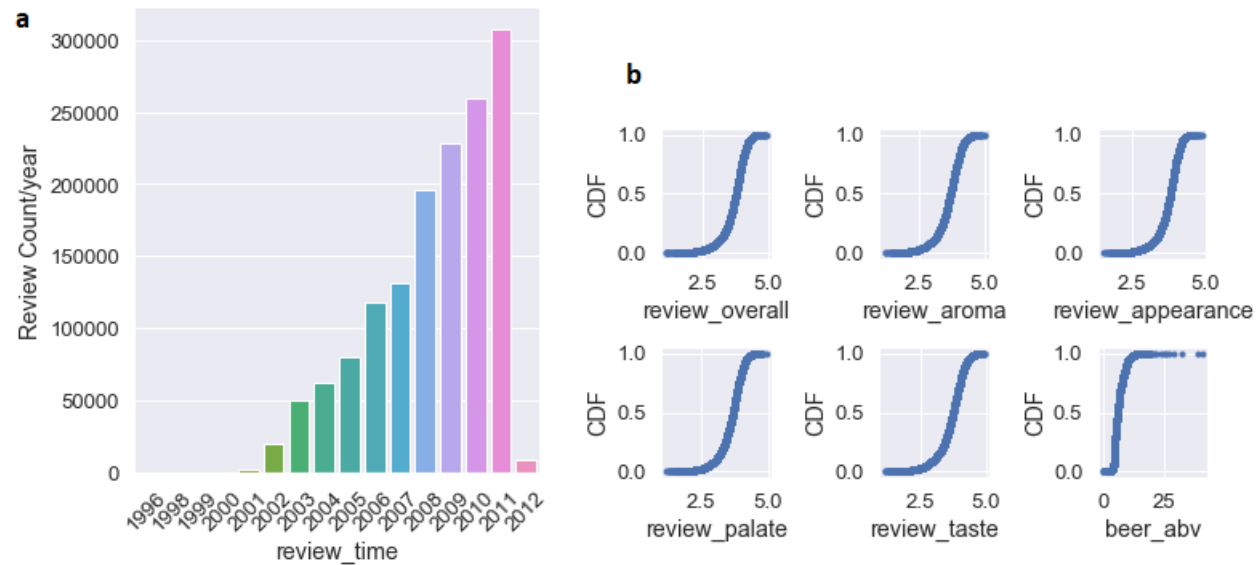 a
Review Count/year
300000
250000
200000
150000
100000
50000
0
1996
1998
1999
2000
2001
2002
2003
2004
2005
2006
2007
2008
2009
2010
2011
2012
review_time
b
CDF
1.0
0.5
0.0
2.5 5.0
review_overall
CDF
1.0
0.5
0.0
2.5 5.0
review_aroma
CDF
1.0
0.5
0.0
2.5 5.0
review_appearance
CDF
1.0
0.5
0.0
2.5 5.0
review_palate
CDF
1.0
0.5
0.0
2.5 5.0
review_taste
CDF
1.0
0.5
0.0
0 25
beer_abv